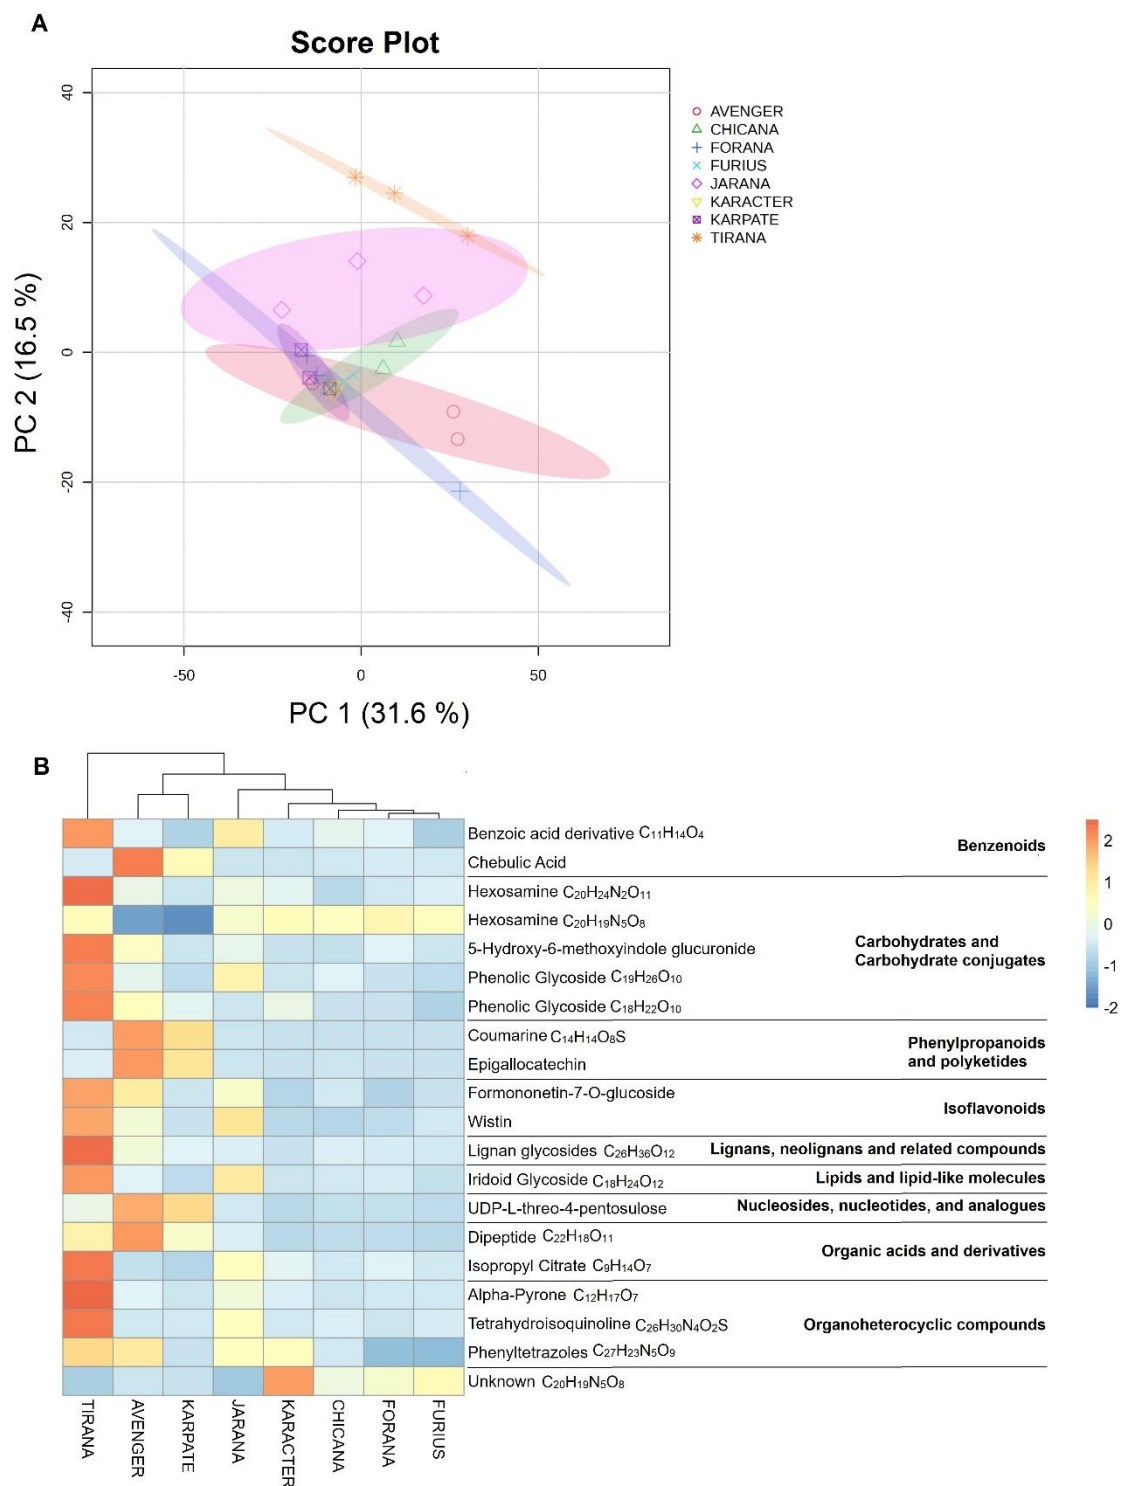 A
Score Plot
40
20
0
-20
-40
PC 2 (16.5 %)
-50
0
50
PC 1 (31.6 %)
AVENGER
CHICANA
FORANA
FURIUS
JARANA
KARACTER
KARPATE
TIRANA
B
Benzoic acid derivative C₁₁H₁₄O₄
Chebulic Acid
Benzenoids
Hexosamine C₂₀H₂₄N₂O₁₁
Hexosamine C₂₀H₁₉N₅O₈
5-Hydroxy-6-methoxyindole glucuronide
Phenolic Glycoside C₁₉H₂₆O₁₀
Phenolic Glycoside C₁₈H₂₂O₁₀
Carbohydrates and
Carbohydrate conjugates
Coumarine C₁₄H₁₄O₈S
Epigallocatechin
Phenylpropanoids
and polyketides
Formononetin-7-O-glucoside
Wistin
Isoflavonoids
Lignan glycosides C₂₆H₃₆O₁₂
Lignans, neolignans and related compounds
Iridoid Glycoside C₁₈H₂₄O₁₂
Lipids and lipid-like molecules
UDP-L-threo-4-pentosulose
Nucleosides, nucleotides, and analogues
Dipeptide C₂₂H₁₈O₁₁
Isopropyl Citrate C₉H₁₄O₇
Organic acids and derivatives
Alpha-Pyrone C₁₂H₁₇O₇
Tetrahydroisoquinoline C₂₆H₃₀N₄O₂S
Phenyltetrazoles C₂₇H₂₃N₅O₉
Organoheterocyclic compounds
Unknown C₂₀H₁₉N₅O₈
2
1
0
-1
-2
TIRANA
AVENGER
KARPATE
JARANA
KARACTER
CHICANA
FORANA
FURIUS